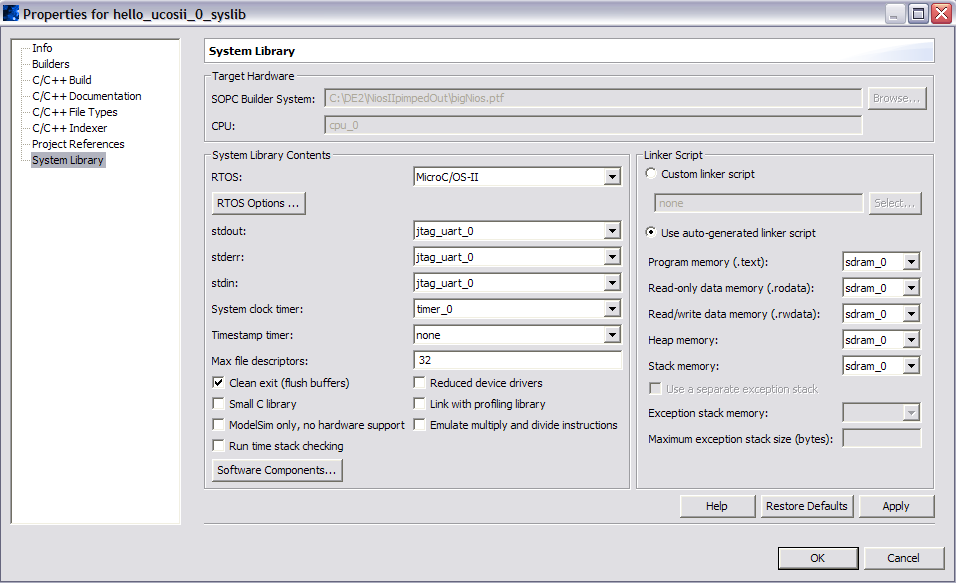 Properties for hello_ucosii_0_syslib
Info
Builders
C/C++ Build
C/C++ Documentation
C/C++ File Types
C/C++ Indexer
Project References
System Library
System Library
Target Hardware
SOPC Builder System: C:\DE2\NiosIIpimpedOut\bigNios.ptf Browse...
CPU: cpu_0
System Library Contents
RTOS: MicroC/OS-II
RTOS Options ...
stdout: jtag_uart_0
stderr: jtag_uart_0
stdin: jtag_uart_0
System clock timer: timer_0
Timestamp timer: none
Max file descriptors: 32
Clean exit (flush buffers) Reduced device drivers
Small C library Link with profiling library
ModelSim only, no hardware support Emulate multiply and divide instructions
Run time stack checking
Software Components...
Linker Script
Custom linker script
none Select...
Use auto-generated linker script
Program memory (.text): sdram_0
Read-only data memory (.rodata): sdram_0
Read/write data memory (.rwdata): sdram_0
Heap memory: sdram_0
Stack memory: sdram_0
Use a separate exception stack
Exception stack memory:
Maximum exception stack size (bytes):
Help Restore Defaults Apply
OK Cancel